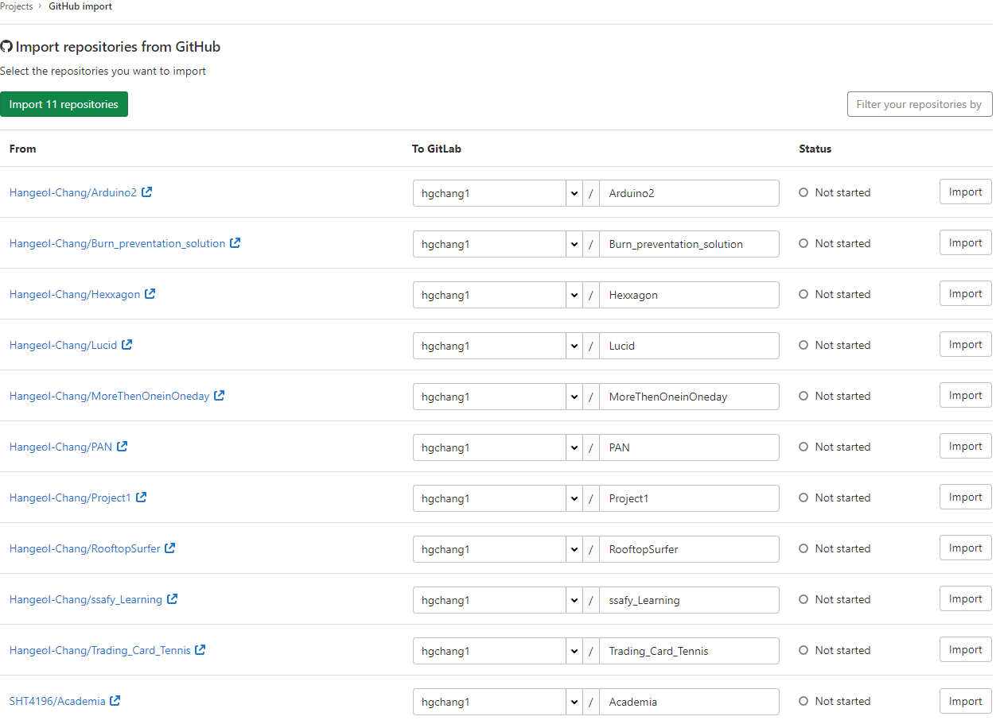 Projects > GitHub import
Import repositories from GitHub
Select the repositories you want to import
Import 11 repositories Filter your repositories by
From To GitLab Status
Hangeol-Chang/Arduino2 hgchang1 / Arduino2 Not started Import
Hangeol-Chang/Burn_preventation_solution hgchang1 / Burn_preventation_solution Not started Import
Hangeol-Chang/Hexxagon hgchang1 / Hexxagon Not started Import
Hangeol-Chang/Lucid hgchang1 / Lucid Not started Import
Hangeol-Chang/MoreThenOneinOneday hgchang1 / MoreThenOneinOneday Not started Import
Hangeol-Chang/PAN hgchang1 / PAN Not started Import
Hangeol-Chang/Project1 hgchang1 / Project1 Not started Import
Hangeol-Chang/RooftopSurfer hgchang1 / RooftopSurfer Not started Import
Hangeol-Chang/ssafy_Learning hgchang1 / ssafy_Learning Not started Import
Hangeol-Chang/Trading_Card_Tennis hgchang1 / Trading_Card_Tennis Not started Import
SHT4196/Academia hgchang1 / Academia Not started Import